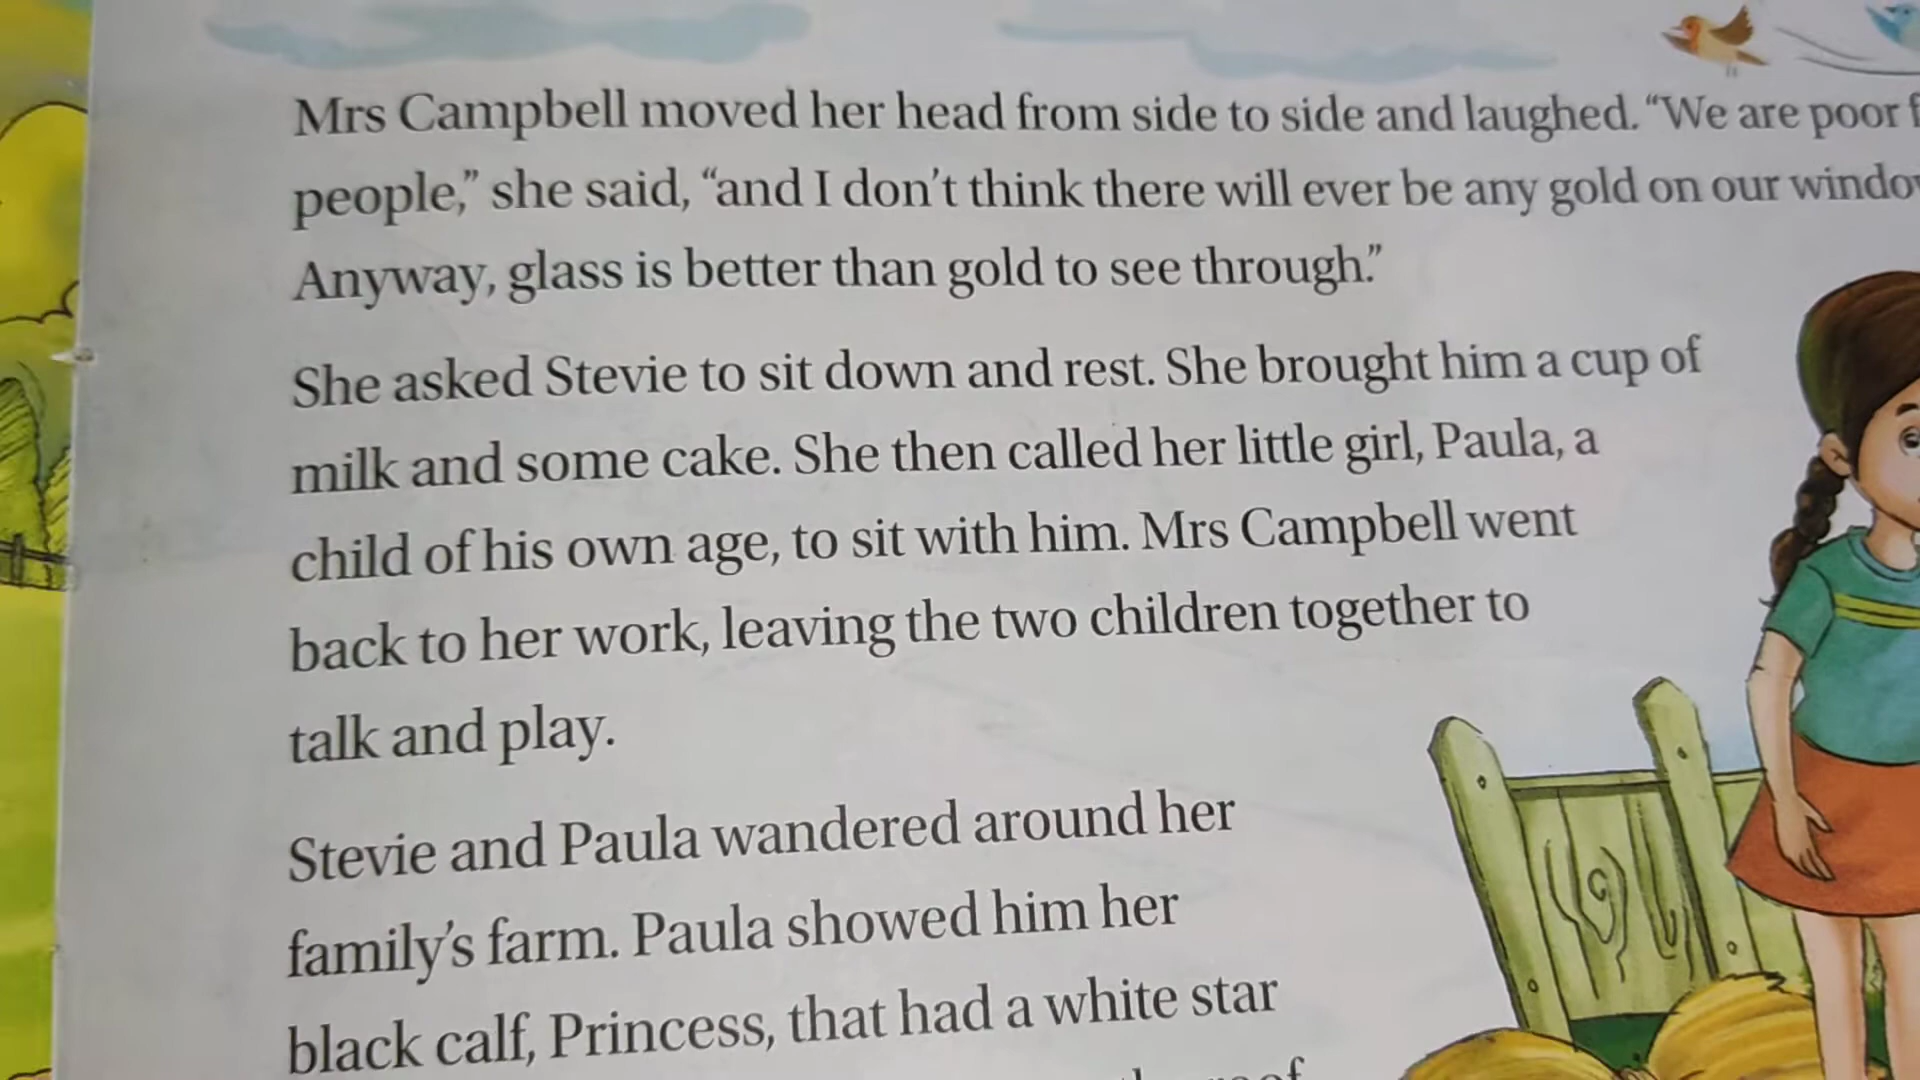 Mrs Campbell moved her head from side to side and laughed. “We are poor
people,” she said, “and I don’t think there will ever be any gold on our
Anyway, glass is better than gold to see through.”
She asked Stevie to sit down and rest. She brought him a cup of
milk and some cake. She then called her little girl, Paula, a
child of his own age, to sit with him. Mrs Campbell went
back to her work, leaving the two children together to
talk and play.
Stevie and Paula wandered around her
family’s farm. Paula showed him her
black calf, Princess, that had a white star